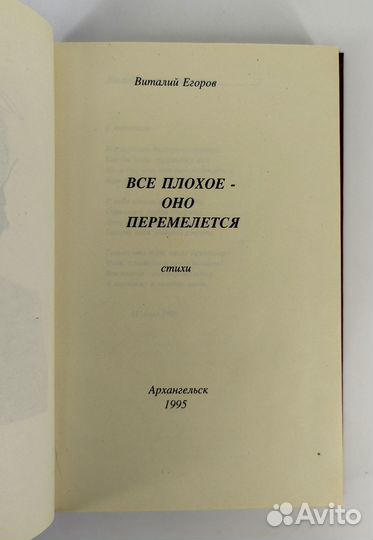 Виталий Егоров
ВСЕ ПЛОХОЕ -
ОНО
ПЕРЕМЕЛЕТСЯ
стихи
Архангельск
1995
Avito